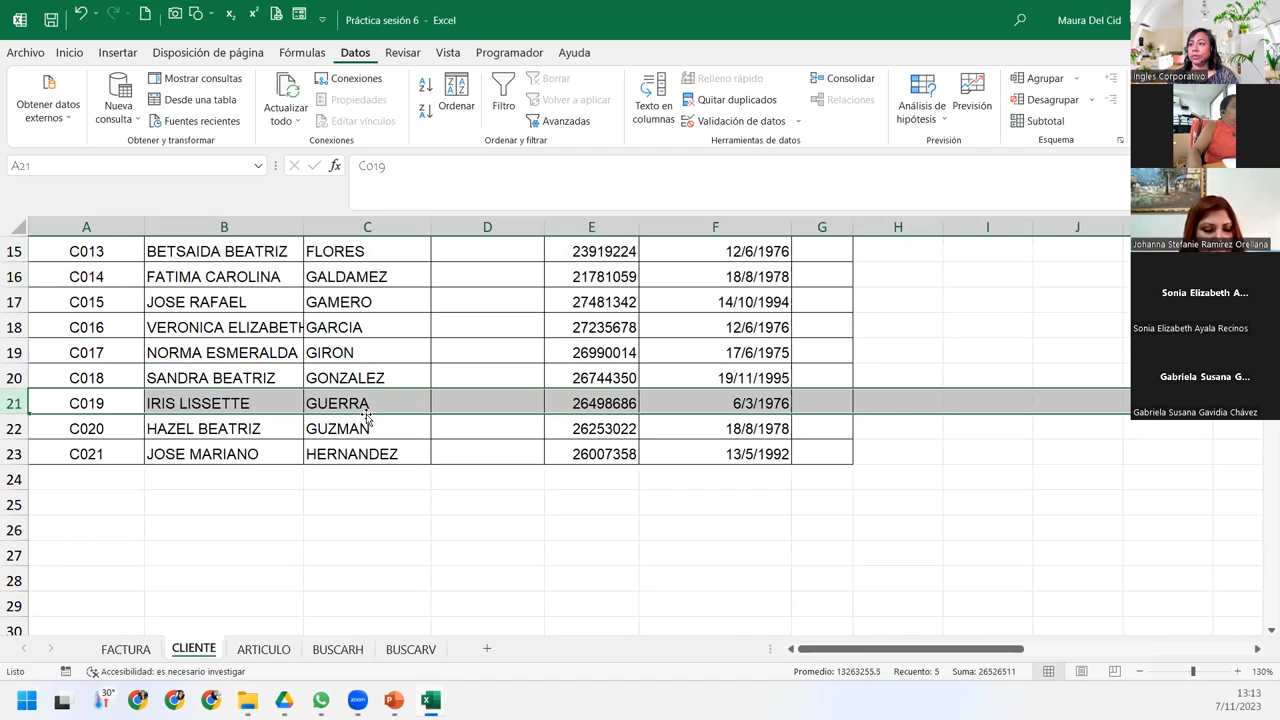 Práctica sesión 6 - Excel
Maura Del Cid
Archivo Inicio Insertar Disposición de página Fórmulas Datos Revisar Vista Programador Ayuda
Obtener datos externos
Nueva consulta
Mostrar consultas
Desde una tabla
Fuentes recientes
Obtener y transformar
Actualizar todo
Conexiones
Propiedades
Editar vínculos
Conexiones
Ordenar
Filtro
Borrar
Volver a aplicar
Avanzadas
Ordenar y filtrar
Texto en columnas
Relleno rápido
Quitar duplicados
Validación de datos
Consolidar
Relaciones
Herramientas de datos
Análisis de hipótesis
Previsión
Previsión
Agrupar
Desagrupar
Subtotal
Esquema
A21
fx
C019
A B C D E F G H I J
15 C013 BETSAIDA BEATRIZ FLORES 23919224 12/6/1976
16 C014 FATIMA CAROLINA GALDAMEZ 21781059 18/8/1978
17 C015 JOSE RAFAEL GAMERO 27481342 14/10/1994
18 C016 VERONICA ELIZABETH GARCIA 27235678 12/6/1976
19 C017 NORMA ESMERALDA GIRON 26990014 17/6/1975
20 C018 SANDRA BEATRIZ GONZALEZ 26744350 19/11/1995
21 C019 IRIS LISSETTE GUERRA 26498686 6/3/1976
22 C020 HAZEL BEATRIZ GUZMAN 26253022 18/8/1978
23 C021 JOSE MARIANO HERNANDEZ 26007358 13/5/1992
24
25
26
27
28
29
30
Ingles Corporativo
Johanna Stefanie Ramírez Orellana
Sonia Elizabeth A...
Sonia Elizabeth Ayala Recinos
Gabriela Susana G...
Gabriela Susana Gavidia Chávez
FACTURA CLIENTE ARTICULO BUSCARH BUSCARV
Listo
Accesibilidad: es necesario investigar
Promedio: 13263255.5 Recuento: 5 Suma: 26526511
130%
30°
zoom
13:13
7/11/2023